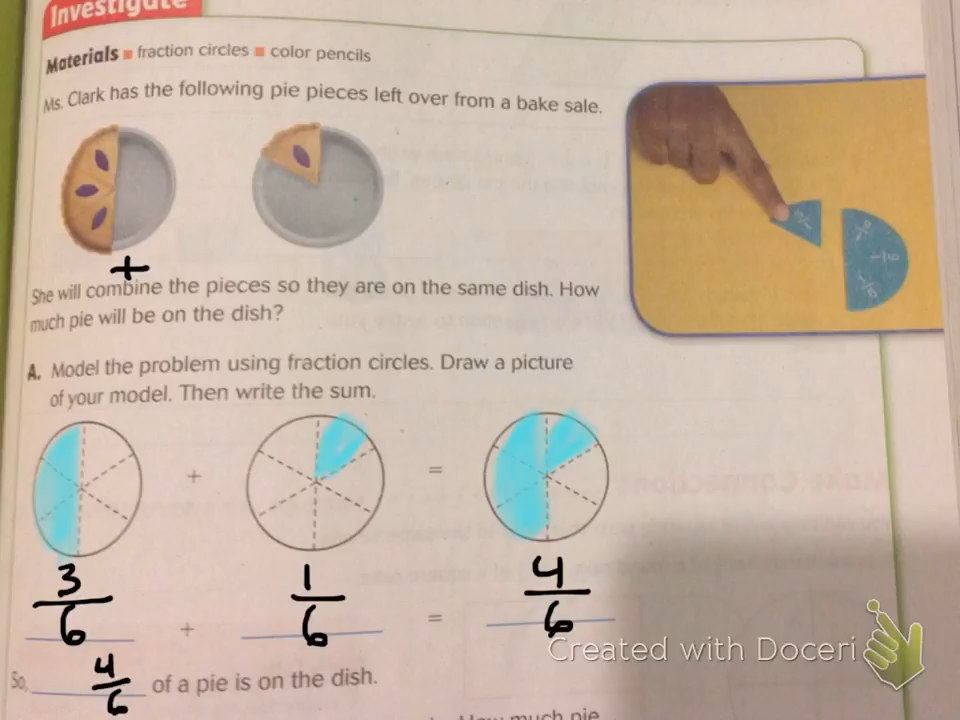 Investigate
Materials ■ fraction circles ■ color pencils
Ms. Clark has the following pie pieces left over from a bake sale.
+
She will combine the pieces so they are on the same dish. How
much pie will be on the dish?
A. Model the problem using fraction circles. Draw a picture
of your model. Then write the sum.
+ =
3/6 + 1/6 = 4/6
Created with Doceri
So, 4/6 of a pie is on the dish.
How much pie